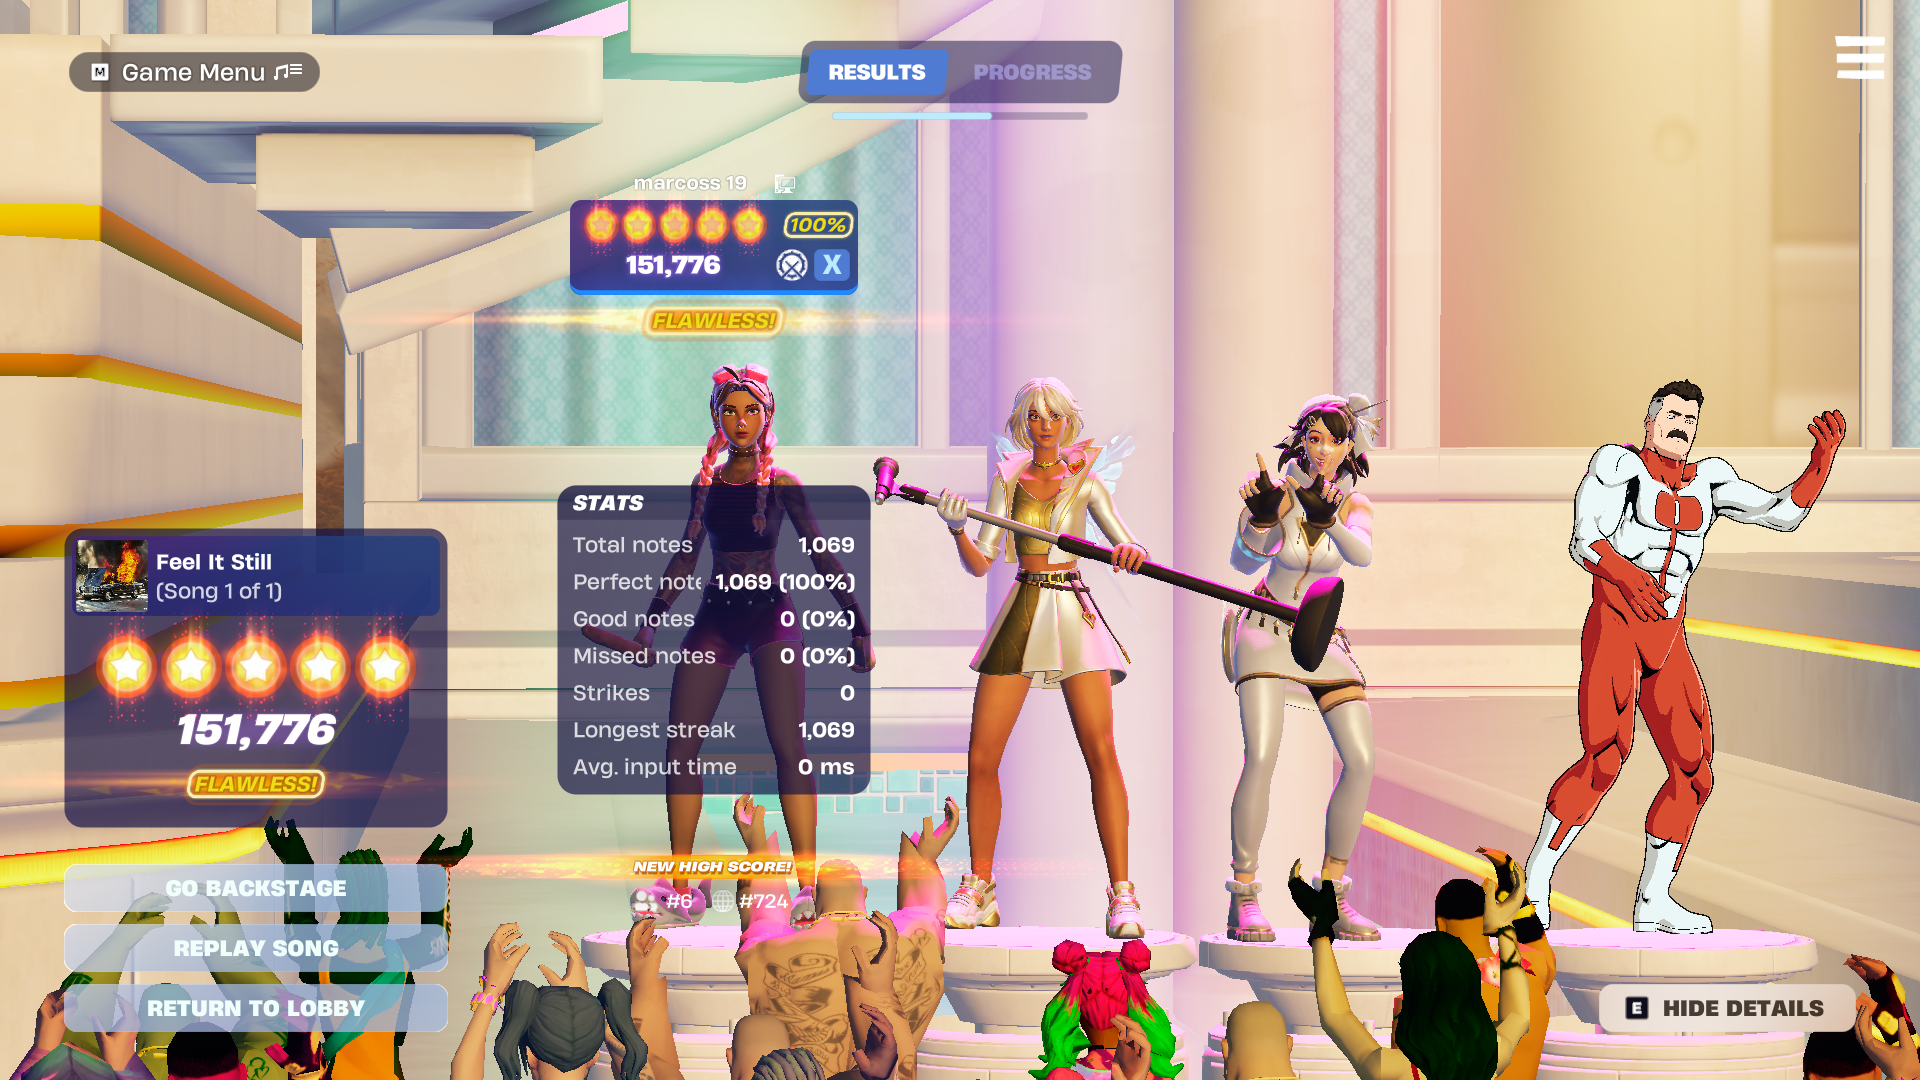 M Game Menu
RESULTS PROGRESS
marcoss 19
100%
151,776
X
FLAWLESS!
STATS
Total notes 1,069
Perfect note 1,069 (100%)
Good notes 0 (0%)
Missed notes 0 (0%)
Strikes 0
Longest streak 1,069
Avg. input time 0 ms
Feel It Still
(Song 1 of 1)
151,776
FLAWLESS!
NEW HIGH SCORE!
#6 #724
GO BACKSTAGE
REPLAY SONG
RETURN TO LOBBY
E HIDE DETAILS